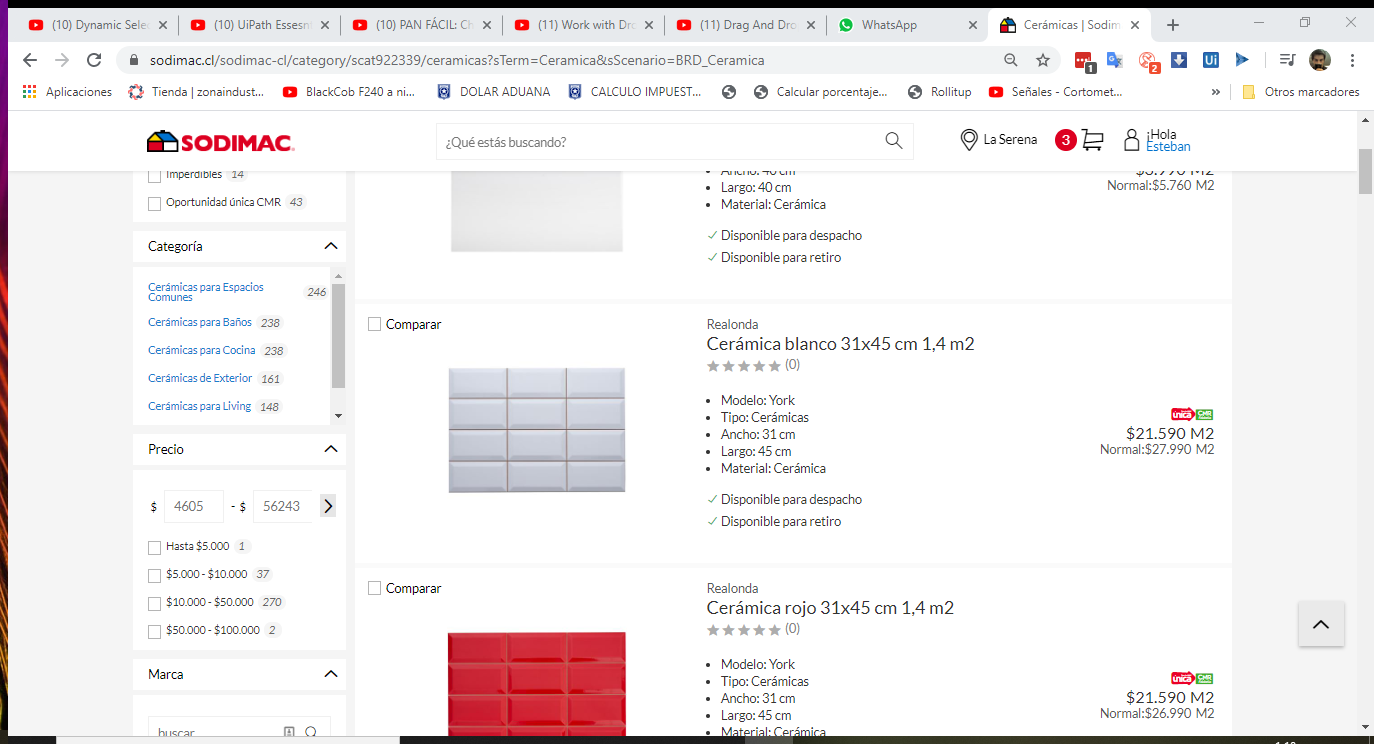 (10) Dynamic Selec
(10) UiPath Essesnt
(10) PAN FÁCIL: Ch
(11) Work with Dro
(11) Drag And Dro
WhatsApp
Cerámicas | Sodim
sodimac.cl/sodimac-cl/category/scat922339/ceramicas?sTerm=Ceramica&sScenario=BRD_Ceramica
1
2
Ui
Aplicaciones
Tienda | zonaindust...
BlackCob F240 a ni...
DOLAR ADUANA
CALCULO IMPUEST...
Calcular porcentaje...
Rollitup
Señales - Cortomet...
»
Otros marcadores
SODIMAC
¿Qué estás buscando?
La Serena
3
¡Hola
Esteban
Imperdibles 14
Oportunidad única CMR 43
Categoría
Cerámicas para Espacios
Comunes 246
Cerámicas para Baños 238
Cerámicas para Cocina 238
Cerámicas de Exterior 161
Cerámicas para Living 148
Precio
$ 4605 - $ 56243
Hasta $5.000 1
$5.000 - $10.000 37
$10.000 - $50.000 270
$50.000 - $100.000 2
Marca
buscar
Ancho: 40 cm
Largo: 40 cm
Material: Cerámica
Disponible para despacho
Disponible para retiro
Normal:$5.760 M2
Comparar
Realonda
Cerámica blanco 31x45 cm 1,4 m2
(0)
Modelo: York
Tipo: Cerámicas
Ancho: 31 cm
Largo: 45 cm
Material: Cerámica
Disponible para despacho
Disponible para retiro
única CMR
$21.590 M2
Normal:$27.990 M2
Comparar
Realonda
Cerámica rojo 31x45 cm 1,4 m2
(0)
Modelo: York
Tipo: Cerámicas
Ancho: 31 cm
Largo: 45 cm
Material: Cerámica
única CMR
$21.590 M2
Normal:$26.990 M2